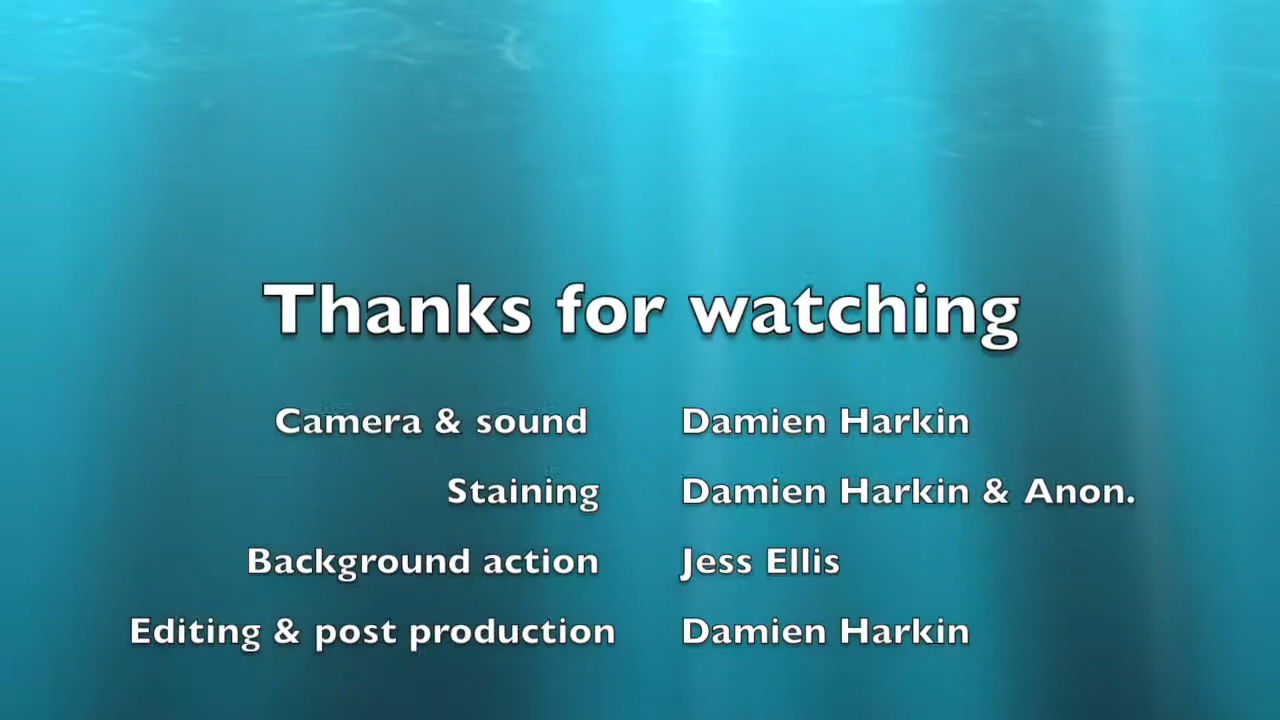 Thanks for watching
Camera & sound Damien Harkin
Staining Damien Harkin & Anon.
Background action Jess Ellis
Editing & post production Damien Harkin